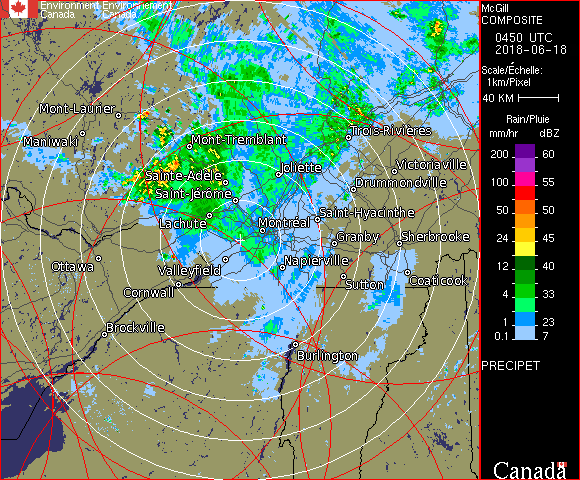 Environment Environnement
Canada Canada
McGill
COMPOSITE
0450 UTC
2018-06-18
Scale/Échelle:
1km/Pixel
40 KM
Rain/Pluie
mm/hr dBZ
200 60
100 55
50 50
24 45
12 40
4 33
1 23
0.1 7
PRECIPET
Canada
Mont-Laurier
Maniwaki
Mont-Tremblant
Trois-Rivières
Sainte-Adèle
Joliette
Victoriaville
Saint-Jérôme
Drummondville
Lachute
Montréal
Saint-Hyacinthe
Granby
Sherbrooke
Ottawa
Valleyfield
Napierville
Cornwall
Sutton
Coaticook
Brockville
Burlington